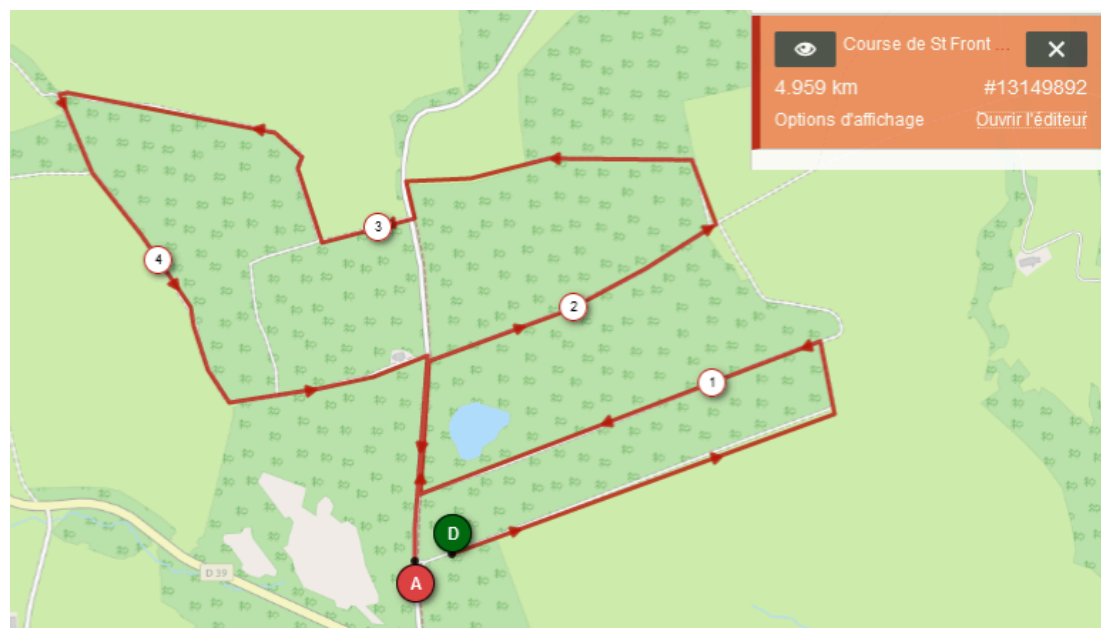 Course de St Front ...
4.959 km #13149892
Options d'affichage Ouvrir l'éditeur
3
4
2
1
D
D 39
A